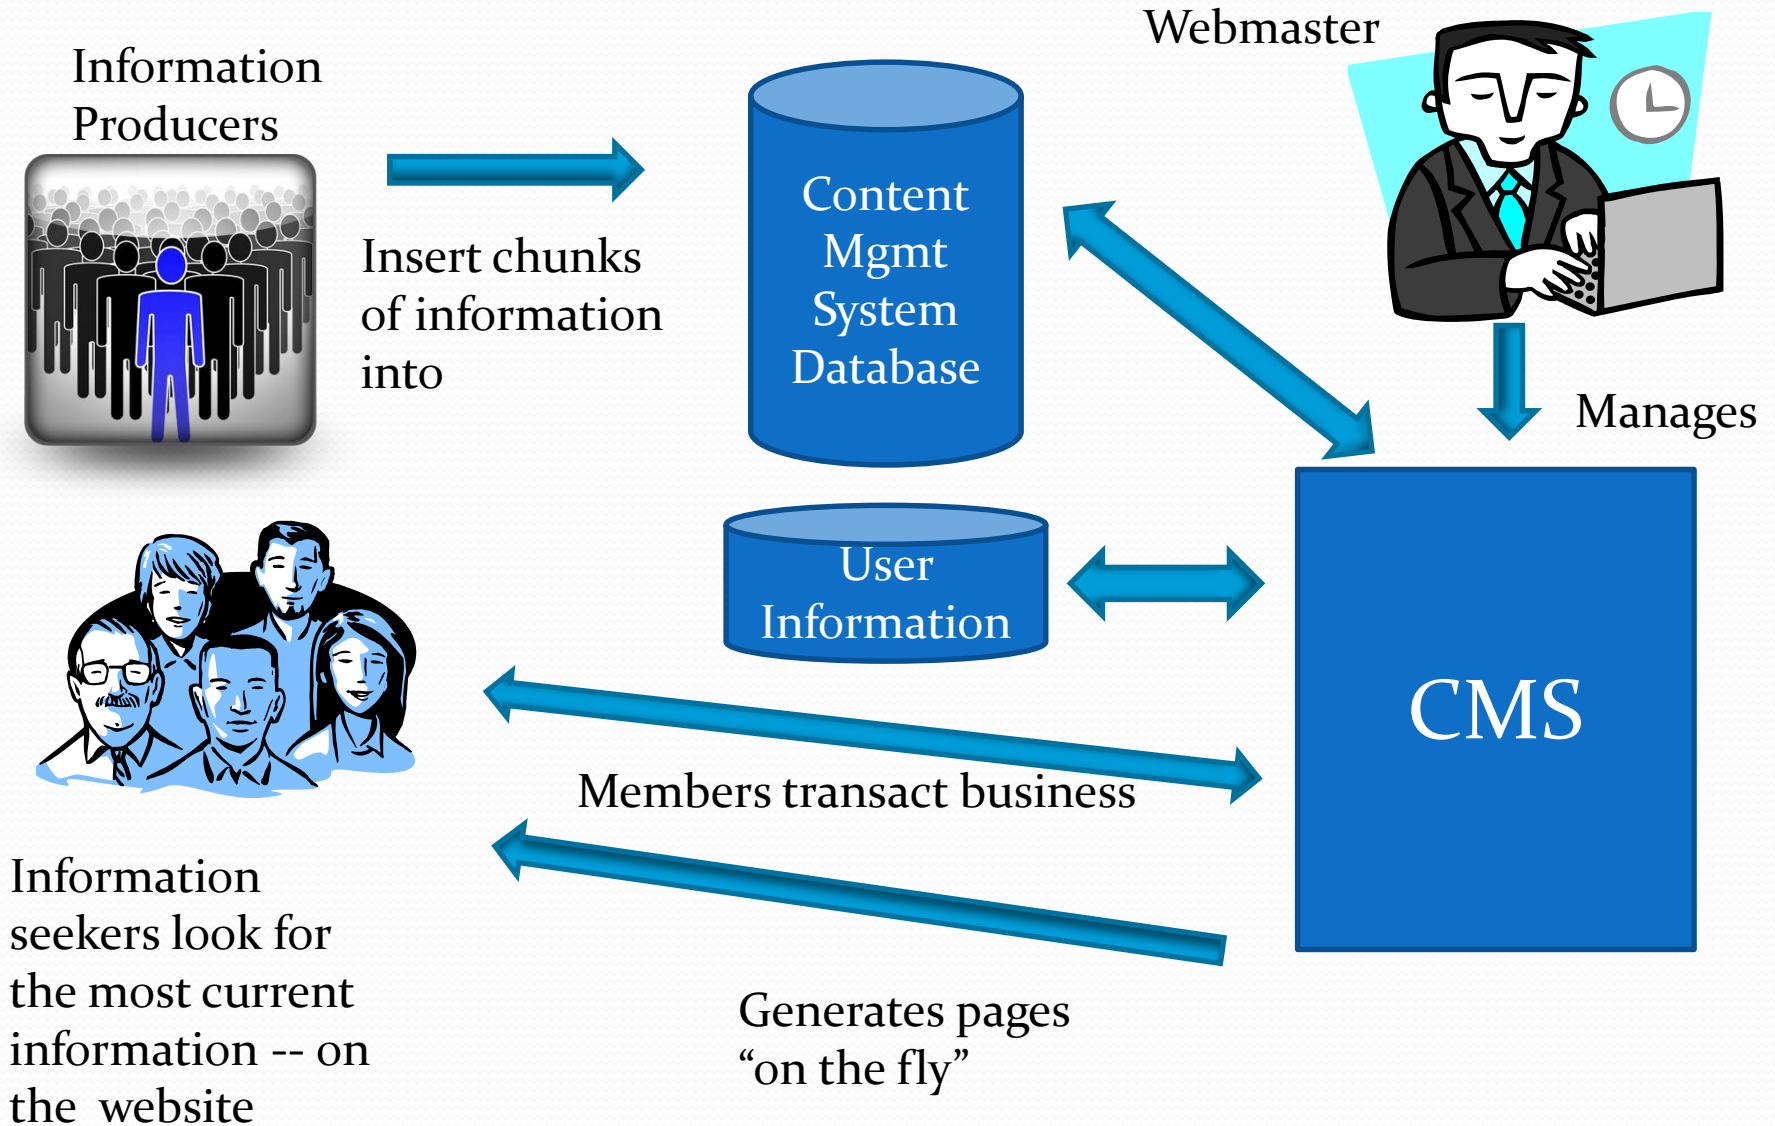 Webmaster
Information
Producers
Content
Mgmt
System
Database
Insert chunks
of information
into
Manages
User
Information
CMS
Members transact business
Information
seekers look for
the most current
information -- on
the website
Generates pages
“on the fly”